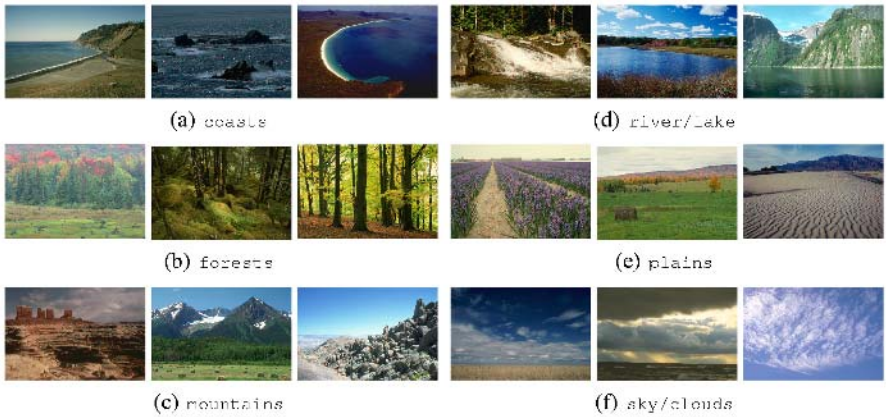 (a) coasts
(d) river/lake
(b) forests
(e) plains
(c) mountains
(f) sky/clouds